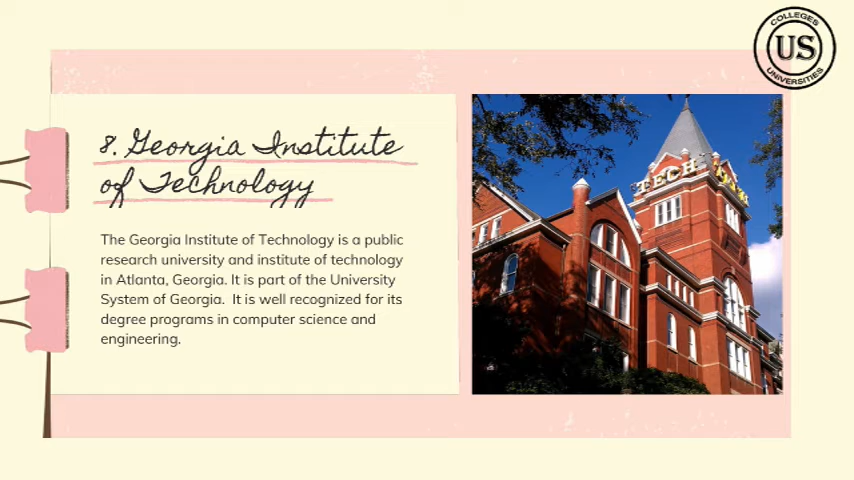 COLLEGES
US
UNIVERSITIES
8. Georgia Institute
of Technology
The Georgia Institute of Technology is a public
research university and institute of technology
in Atlanta, Georgia. It is part of the University
System of Georgia.  It is well recognized for its
degree programs in computer science and
engineering.
TECH